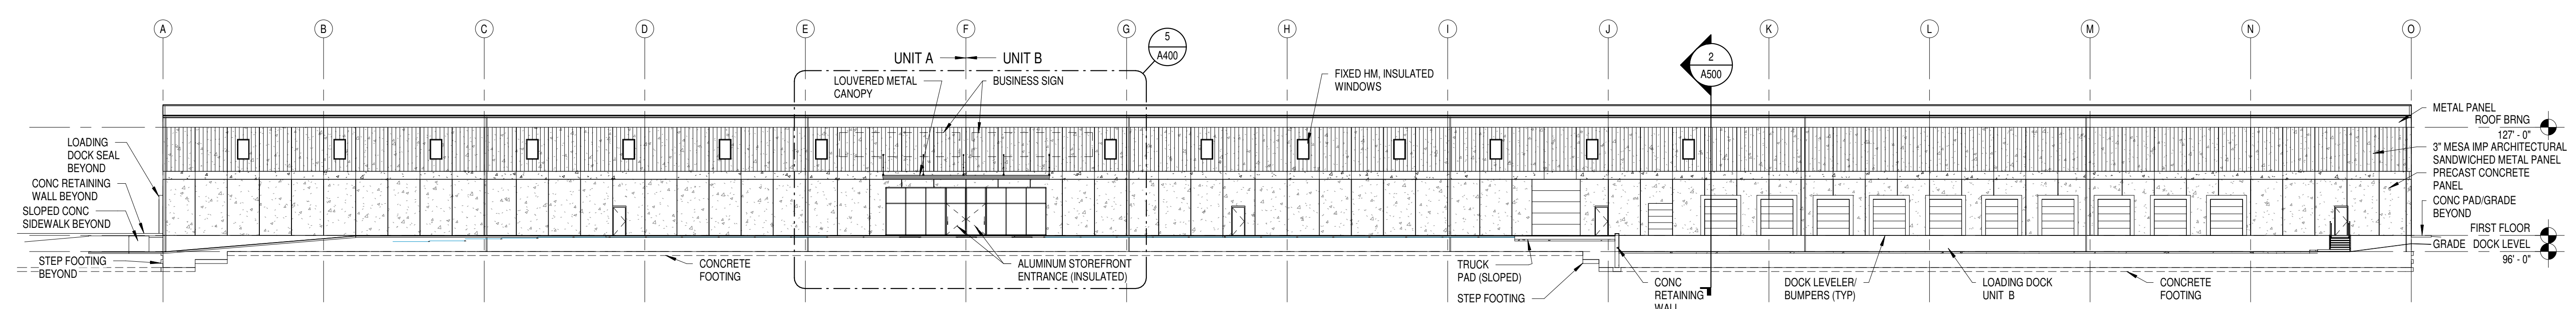 A B C D E F G H I J K L M N O
5
A400
2
A500
UNIT A
UNIT B
LOUVERED METAL
CANOPY
BUSINESS SIGN
FIXED HM, INSULATED
WINDOWS
LOADING
DOCK SEAL
BEYOND
CONC RETAINING
WALL BEYOND
SLOPED CONC
SIDEWALK BEYOND
STEP FOOTING
BEYOND
CONCRETE
FOOTING
ALUMINUM STOREFRONT
ENTRANCE (INSULATED)
TRUCK
PAD (SLOPED)
STEP FOOTING
CONC
RETAINING
WALL
DOCK LEVELER/
BUMPERS (TYP)
LOADING DOCK
UNIT B
CONCRETE
FOOTING
METAL PANEL
ROOF BRNG
127' - 0"
3" MESA IMP ARCHITECTURAL
SANDWICHED METAL PANEL
PRECAST CONCRETE
PANEL
CONC PAD/GRADE
BEYOND
FIRST FLOOR
GRADE
DOCK LEVEL
96' - 0"